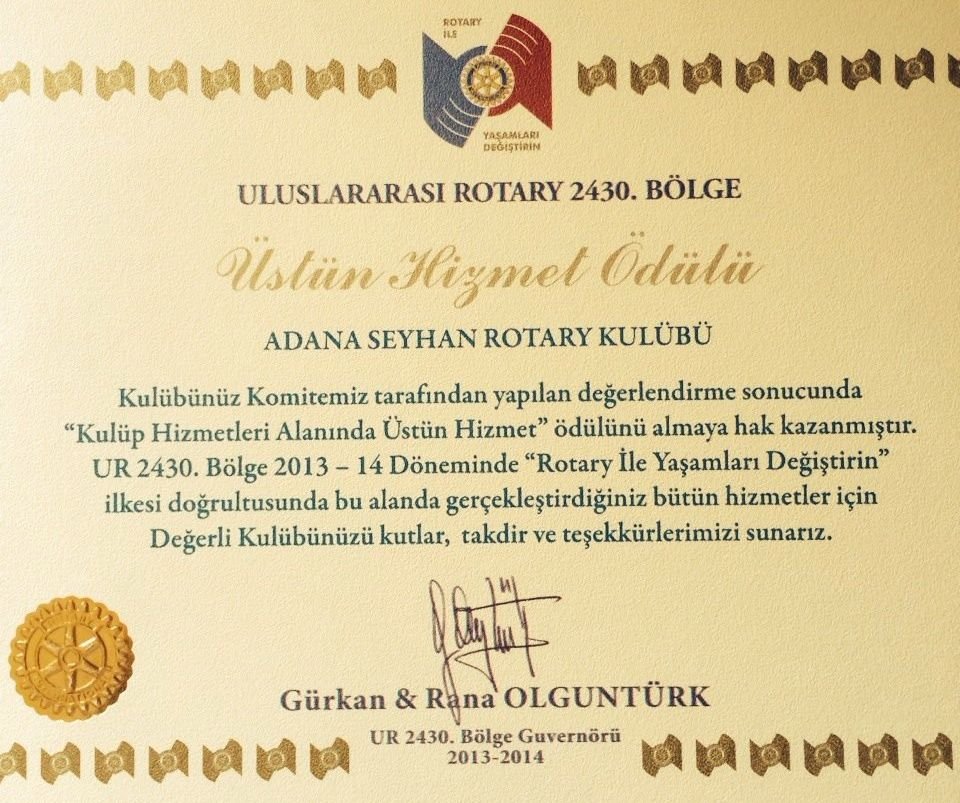 ROTARY
İLE
YAŞAMLARI
DEĞİŞTİRİN
ULUSLARARASI ROTARY 2430. BÖLGE
Üstün Hizmet Ödülü
ADANA SEYHAN ROTARY KULÜBÜ
Kulübünüz Komitemiz tarafından yapılan değerlendirme sonucunda
“Kulüp Hizmetleri Alanında Üstün Hizmet” ödülünü almaya hak kazanmıştır.
UR 2430. Bölge 2013 – 14 Döneminde “Rotary İle Yaşamları Değiştirin”
ilkesi doğrultusunda bu alanda gerçekleştirdiğiniz bütün hizmetler için
Değerli Kulübünüzü kutlar, takdir ve teşekkürlerimizi sunarız.
Gürkan & Rana OLGUNTÜRK
UR 2430. Bölge Guvernörü
2013-2014